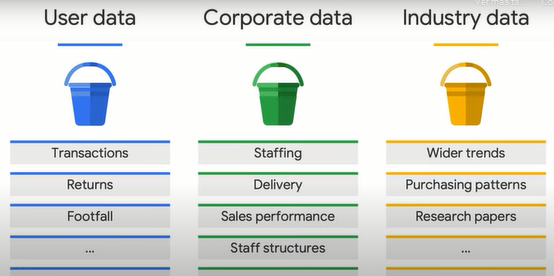 User data
Corporate data
Industry data
Transactions
Returns
Footfall
...
Staffing
Delivery
Sales performance
Staff structures
Wider trends
Purchasing patterns
Research papers
...